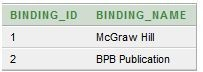 BINDING_ID BINDING_NAME
1 McGraw Hill
2 BPB Publication